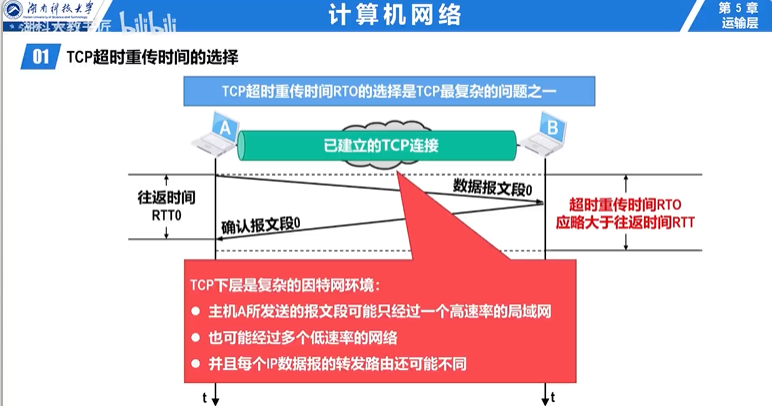 湖南科技大学
计算机网络
第 5 章
运输层
湖科大教书匠
bilibili
01 TCP超时重传时间的选择
TCP超时重传时间RTO的选择是TCP最复杂的问题之一
A
已建立的TCP连接
B
往返时间
RTT0
数据报文段0
确认报文段0
超时重传时间RTO
应略大于往返时间RTT
TCP下层是复杂的因特网环境：
● 主机A所发送的报文段可能只经过一个高速率的局域网
● 也可能经过多个低速率的网络
● 并且每个IP数据报的转发路由还可能不同
t
t